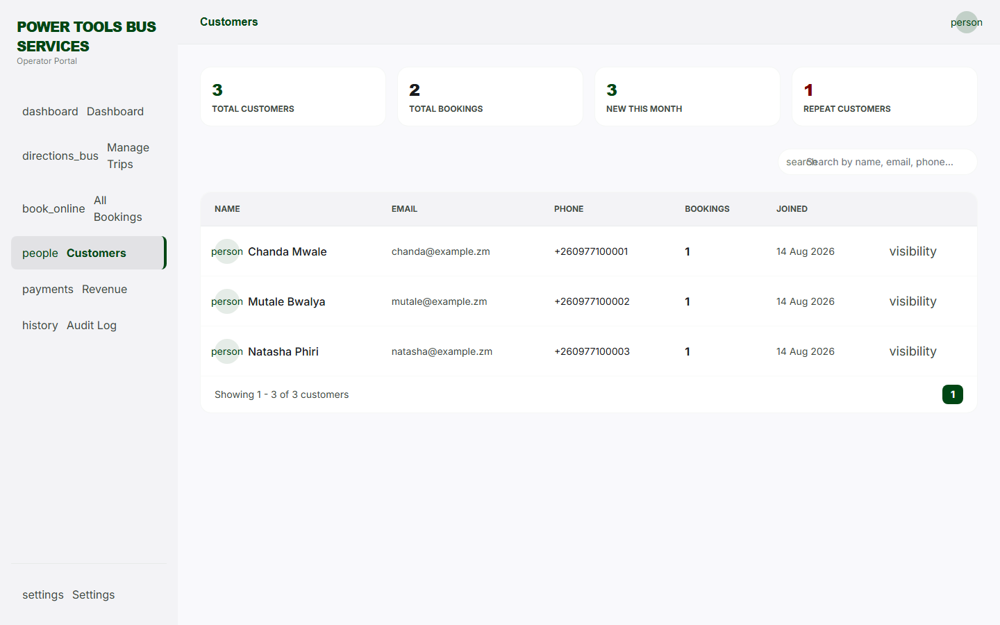 POWER TOOLS BUS
SERVICES
Operator Portal
dashboard Dashboard
directions_bus Manage
Trips
book_online All
Bookings
people Customers
payments Revenue
history Audit Log
settings Settings
Customers
person
3
TOTAL CUSTOMERS
2
TOTAL BOOKINGS
3
NEW THIS MONTH
1
REPEAT CUSTOMERS
search Search by name, email, phone...
NAME EMAIL PHONE BOOKINGS JOINED
person Chanda Mwale chanda@example.zm +260977100001 1 14 Aug 2026 visibility
person Mutale Bwalya mutale@example.zm +260977100002 1 14 Aug 2026 visibility
person Natasha Phiri natasha@example.zm +260977100003 1 14 Aug 2026 visibility
Showing 1 - 3 of 3 customers 1